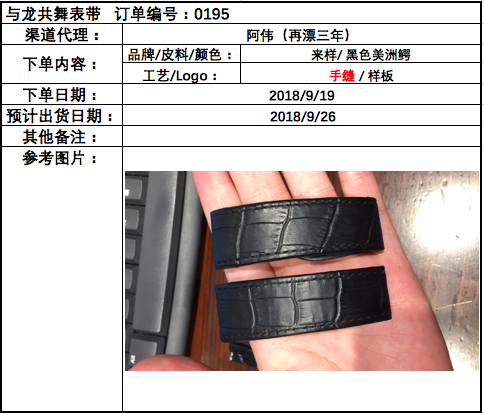 与龙共舞表带 订单编号：0195
渠道代理： 阿伟（再漂三年）
下单内容： 品牌/皮料/颜色： 来样/ 黑色美洲鳄
工艺/Logo： 手缝 / 样板
下单日期： 2018/9/19
预计出货日期： 2018/9/26
其他备注：
参考图片：